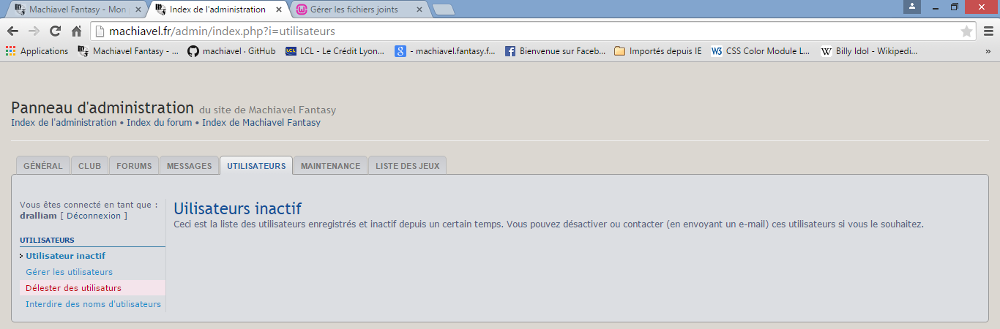 Machiavel Fantasy - Mon
Index de l'administration
Gérer les fichiers joints
machiavel.fr/admin/index.php?i=utilisateurs
Applications
Machiavel Fantasy - ...
machiavel · GitHub
LCL - Le Crédit Lyon...
- machiavel.fantasy.f...
Bienvenue sur Faceb...
Importés depuis IE
CSS Color Module L...
Billy Idol - Wikipedi...
»
Panneau d'administration du site de Machiavel Fantasy
Index de l'administration • Index du forum • Index de Machiavel Fantasy
GÉNÉRAL
CLUB
FORUMS
MESSAGES
UTILISATEURS
MAINTENANCE
LISTE DES JEUX
Vous êtes connecté en tant que :
dralliam [ Déconnexion ]
UTILISATEURS
Utilisateur inactif
Gérer les utilisateurs
Délester des utilisaturs
Interdire des noms d'utilisateurs
Uilisateurs inactif
Ceci est la liste des utilisateurs enregistrés et inactif depuis un certain temps. Vous pouvez désactiver ou contacter (en envoyant un e-mail) ces utilisateurs si vous le souhaitez.